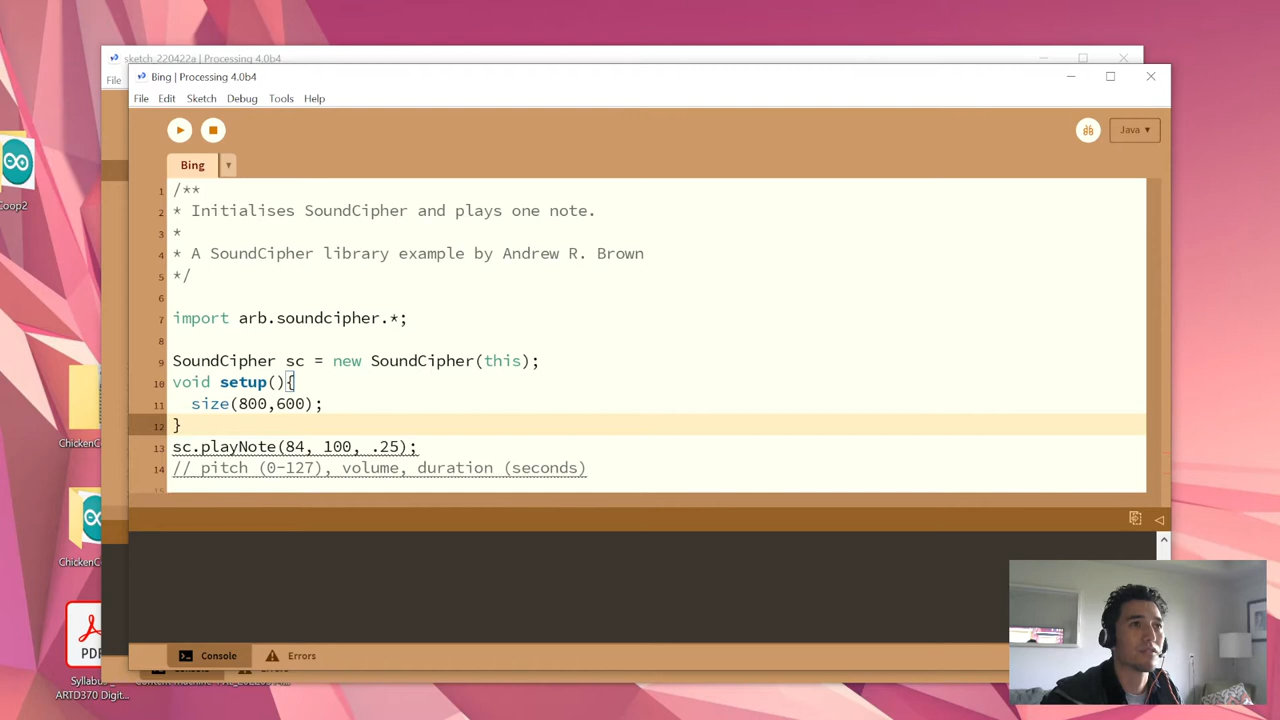 sketch_220422a | Processing 4.0b4
File
Bing | Processing 4.0b4
File Edit Sketch Debug Tools Help
Java ▾
Bing
1 /**
2 * Initialises SoundCipher and plays one note.
3 *
4 * A SoundCipher library example by Andrew R. Brown
5 */
6
7 import arb.soundcipher.*;
8
9 SoundCipher sc = new SoundCipher(this);
10 void setup(){
11 size(800,600);
12 }
13 sc.playNote(84, 100, .25);
14 // pitch (0-127), volume, duration (seconds)
15
Console Errors
Coop2
ChickenC
ChickenC
PDF
Syllabus_
ARTD370 Digit...